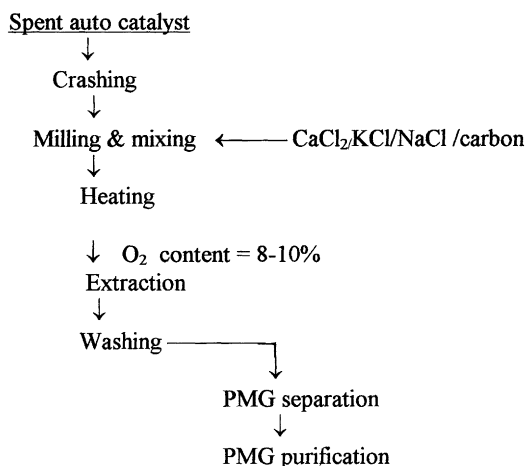 Spent auto catalyst
Crashing
Milling & mixing
CaCl₂/KCl/NaCl /carbon
Heating
O₂ content = 8-10%
Extraction
Washing
PMG separation
PMG purification